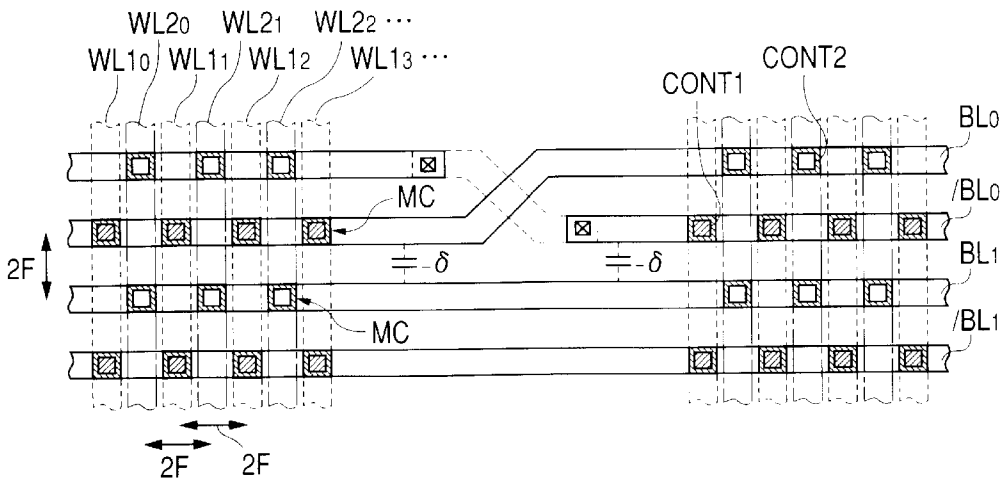 WL2₀ WL2₁ WL2₂ ···
WL1₀ WL1₁ WL1₂ WL1₃ ···
CONT1 CONT2
BL₀
MC
/BL₀
2F
-δ -δ
BL₁
MC
/BL₁
2F 2F